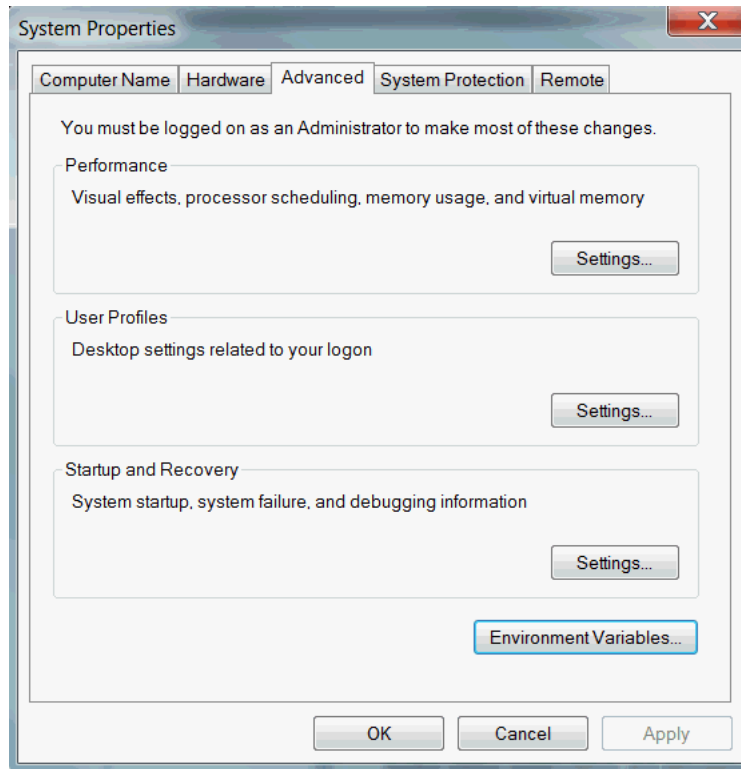 System Properties
Computer Name Hardware Advanced System Protection Remote
You must be logged on as an Administrator to make most of these changes.
Performance
Visual effects, processor scheduling, memory usage, and virtual memory
Settings...
User Profiles
Desktop settings related to your logon
Settings...
Startup and Recovery
System startup, system failure, and debugging information
Settings...
Environment Variables...
OK Cancel Apply